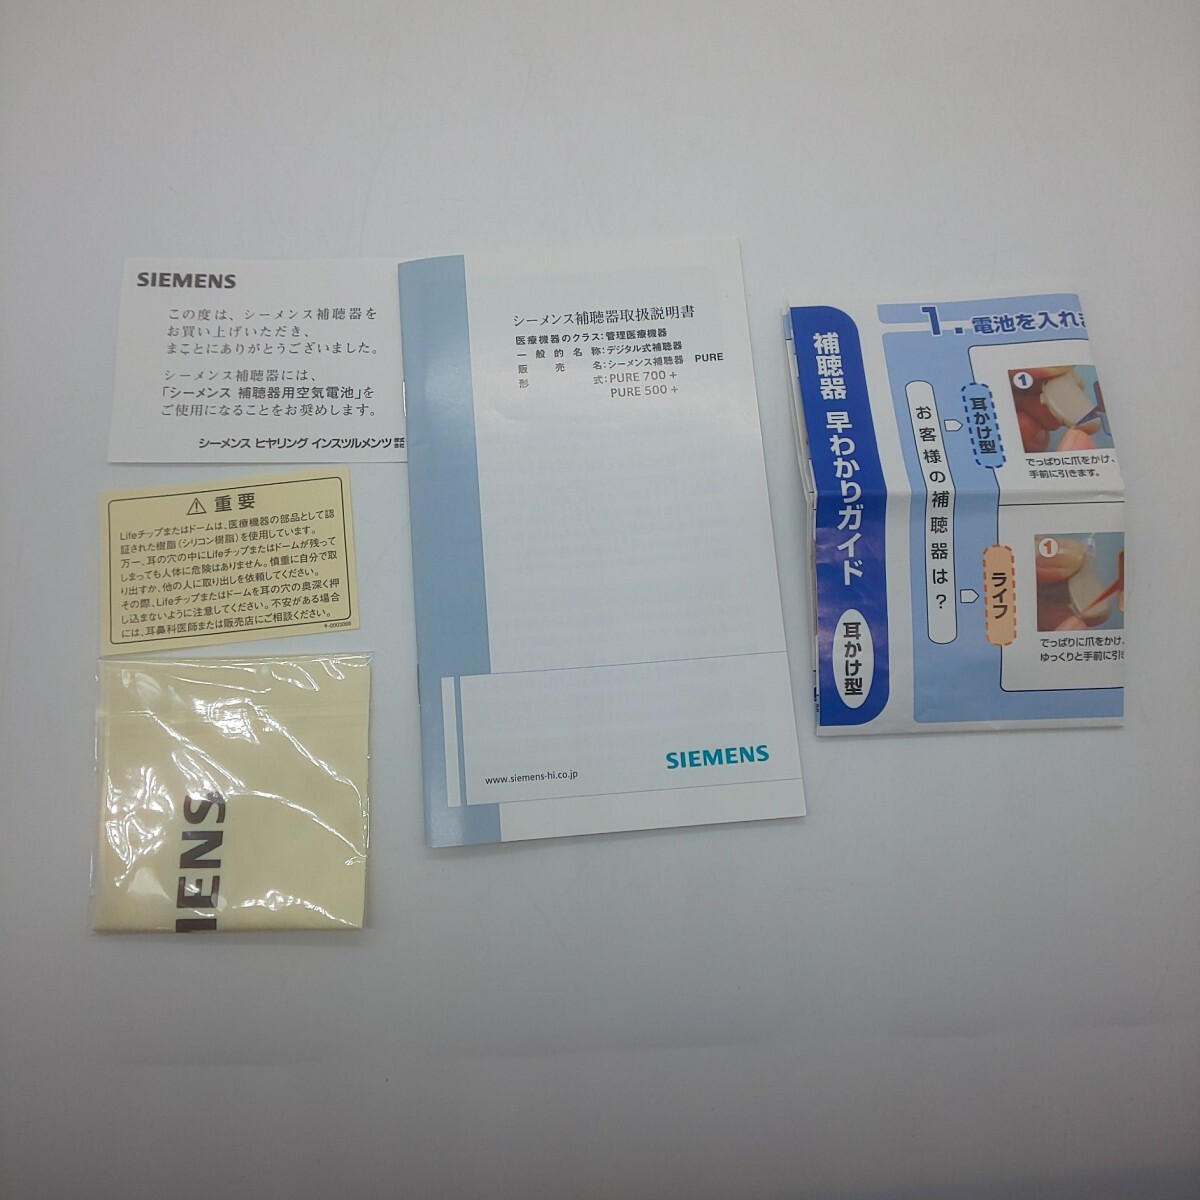 SIEMENS
この度は、シーメンス補聴器を
お買い上げいただき、
まことにありがとうございました。
シーメンス補聴器には、
「シーメンス 補聴器用空気電池」を
ご使用になることをお奨めします。
シーメンス ヒヤリング インスツルメンツ 株式会社
⚠ 重要
Lifeチップまたはドームは、医療機器の部品として認
証された樹脂(シリコン樹脂)を使用しています。
万一、耳の穴の中にLifeチップまたはドームが残って
しまっても人体に危険はありません。慎重に自分で取
り出すか、他の人に取り出しを依頼してください。
その際、Lifeチップまたはドームを耳の穴の奥深く押
し込まないように注意してください。不安がある場合
には、耳鼻科医師または販売店にご相談ください。
IENS
シーメンス補聴器取扱説明書
医療機器のクラス:管理医療機器
一般的名称:デジタル式補聴器
販売名:シーメンス補聴器 PURE
形式:PURE 700 +
PURE 500 +
www.siemens-hi.co.jp
SIEMENS
補聴器 早わかりガイド
耳かけ型
1. 電池を入れま
お客様の補聴器は?
耳かけ型
1
でっぱりに爪をかけ、
手前に引きます。
ライフ
1
でっぱりに爪をかけ、
ゆっくりと手前に引き